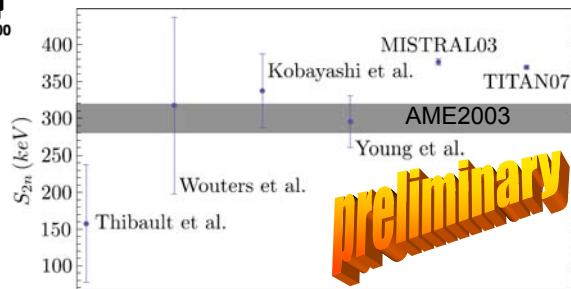 00
400
350
300
250
200
150
100
S2n (keV)
MISTRAL03
Kobayashi et al.
TITAN07
AME2003
Young et al.
Wouters et al.
Thibault et al.
preliminary